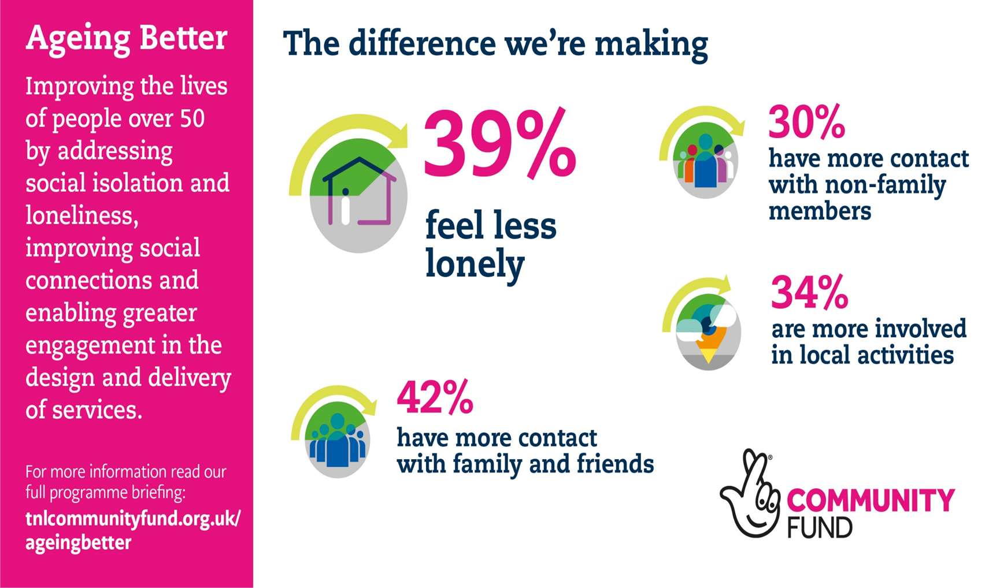 Ageing Better
Improving the lives
of people over 50
by addressing
social isolation and
loneliness,
improving social
connections and
enabling greater
engagement in the
design and delivery
of services.
For more information read our
full programme briefing:
tnlcommunityfund.org.uk/
ageingbetter
The difference we’re making
39%
feel less
lonely
30%
have more contact
with non-family
members
34%
are more involved
in local activities
42%
have more contact
with family and friends
®
COMMUNITY
FUND